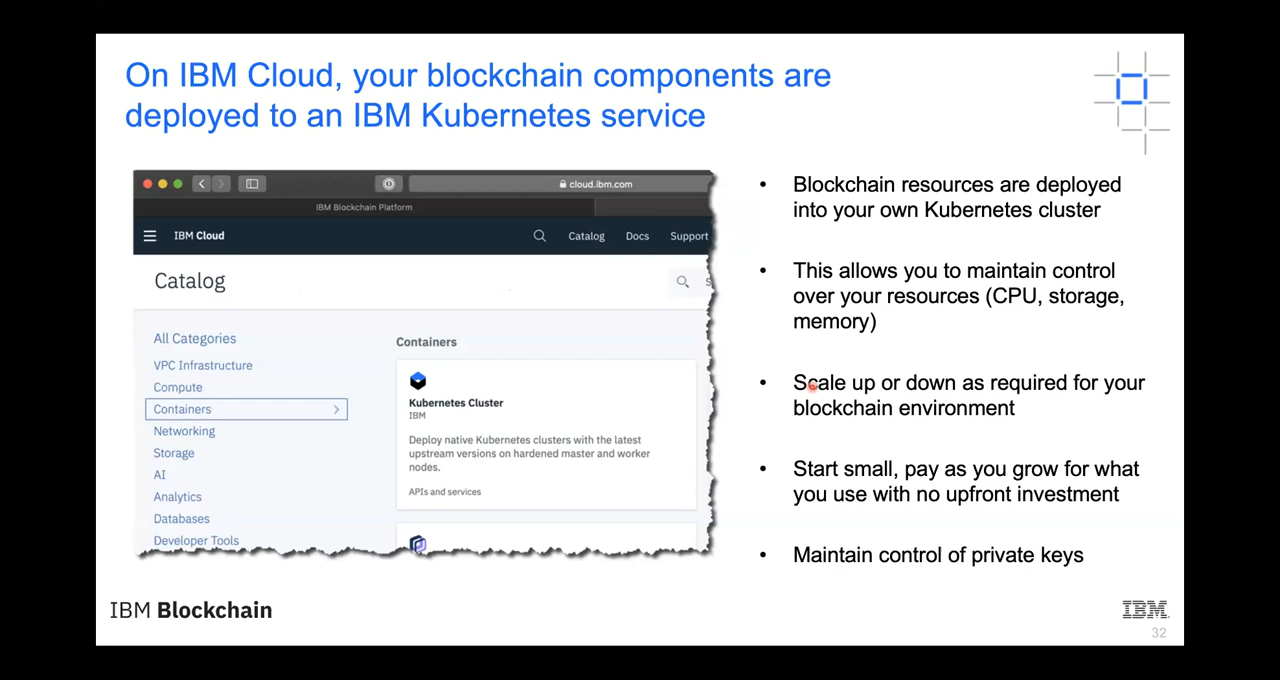 On IBM Cloud, your blockchain components are
deployed to an IBM Kubernetes service
cloud.ibm.com
IBM Blockchain Platform
IBM Cloud
Catalog
Docs
Support
Catalog
All Categories
VPC Infrastructure
Compute
Containers
Networking
Storage
AI
Analytics
Databases
Developer Tools
Containers
Kubernetes Cluster
IBM
Deploy native Kubernetes clusters with the latest
upstream versions on hardened master and worker
nodes.
APIs and services
• Blockchain resources are deployed
into your own Kubernetes cluster
• This allows you to maintain control
over your resources (CPU, storage,
memory)
• Scale up or down as required for your
blockchain environment
• Start small, pay as you grow for what
you use with no upfront investment
• Maintain control of private keys
IBM Blockchain
IBM
32